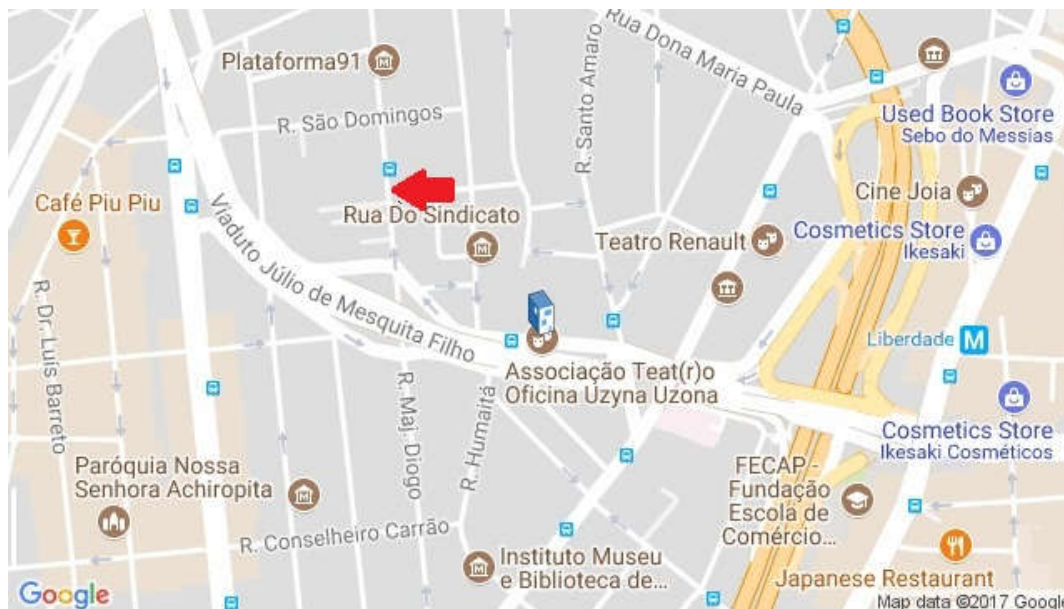 Plataforma91
R. São Domingos
R. Santo Amaro
Rua Dona Maria Paula
Used Book Store
Sebo do Messias
Cine Joia
Café Piu Piu
Rua Do Sindicato
Teatro Renault
Cosmetics Store
Ikesaki
Viaduto Júlio de Mesquita Filho
R. Dr. Luís Barreto
Liberdade M
Associação Teat(r)o
Oficina Uzyna Uzona
R. Maj. Diogo
R. Humaitá
Cosmetics Store
Ikesaki Cosméticos
Paróquia Nossa
Senhora Achiropita
FECAP -
Fundação
Escola de
Comércio...
R. Conselheiro Carrão
Instituto Museu
e Biblioteca de...
Japanese Restaurant
Google
Map data ©2017 Google